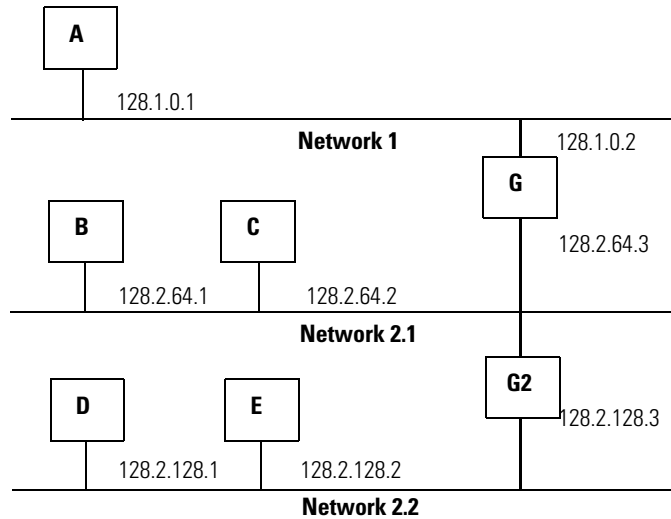 A
128.1.0.1
Network 1
128.1.0.2
G
B
C
128.2.64.3
128.2.64.1
128.2.64.2
Network 2.1
G2
D
E
128.2.128.3
128.2.128.1
128.2.128.2
Network 2.2